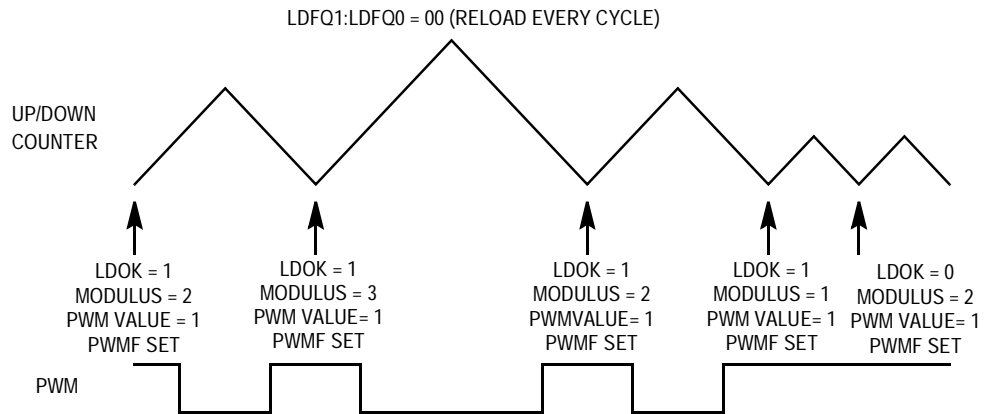 LDFQ1:LDFQ0 = 00 (RELOAD EVERY CYCLE)
UP/DOWN
COUNTER
LDOK = 1
MODULUS = 2
PWM VALUE = 1
PWMF SET
LDOK = 1
MODULUS = 3
PWM VALUE= 1
PWMF SET
LDOK = 1
MODULUS = 2
PWMVALUE= 1
PWMF SET
LDOK = 1
MODULUS = 1
PWM VALUE= 1
PWMF SET
LDOK = 0
MODULUS = 2
PWM VALUE= 1
PWMF SET
PWM